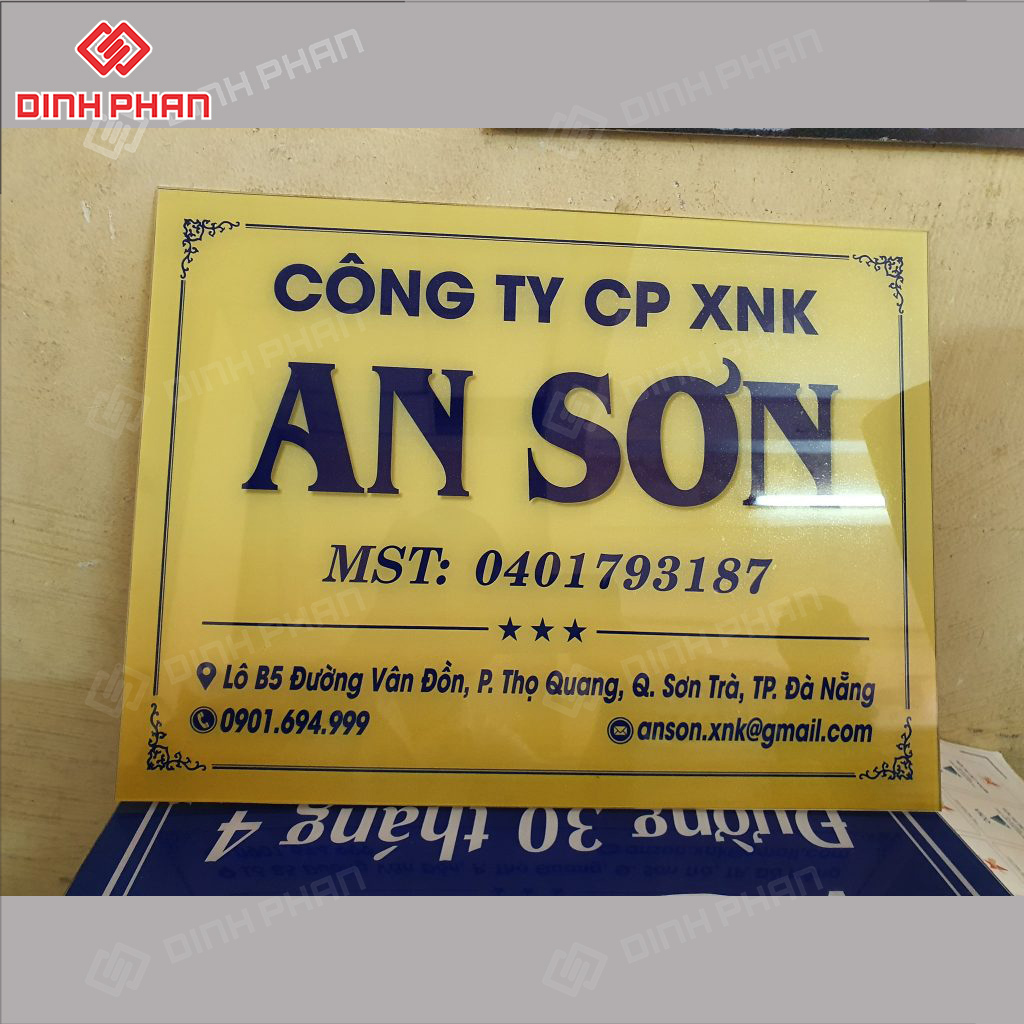 DINH PHAN
CÔNG TY CP XNK
AN SƠN
MST: 0401793187
Lô B5 Đường Vân Đồn, P. Thọ Quang, Q. Sơn Trà, TP. Đà Nẵng
0901.694.999
anson.xnk@gmail.com
Đường 30 tháng 4